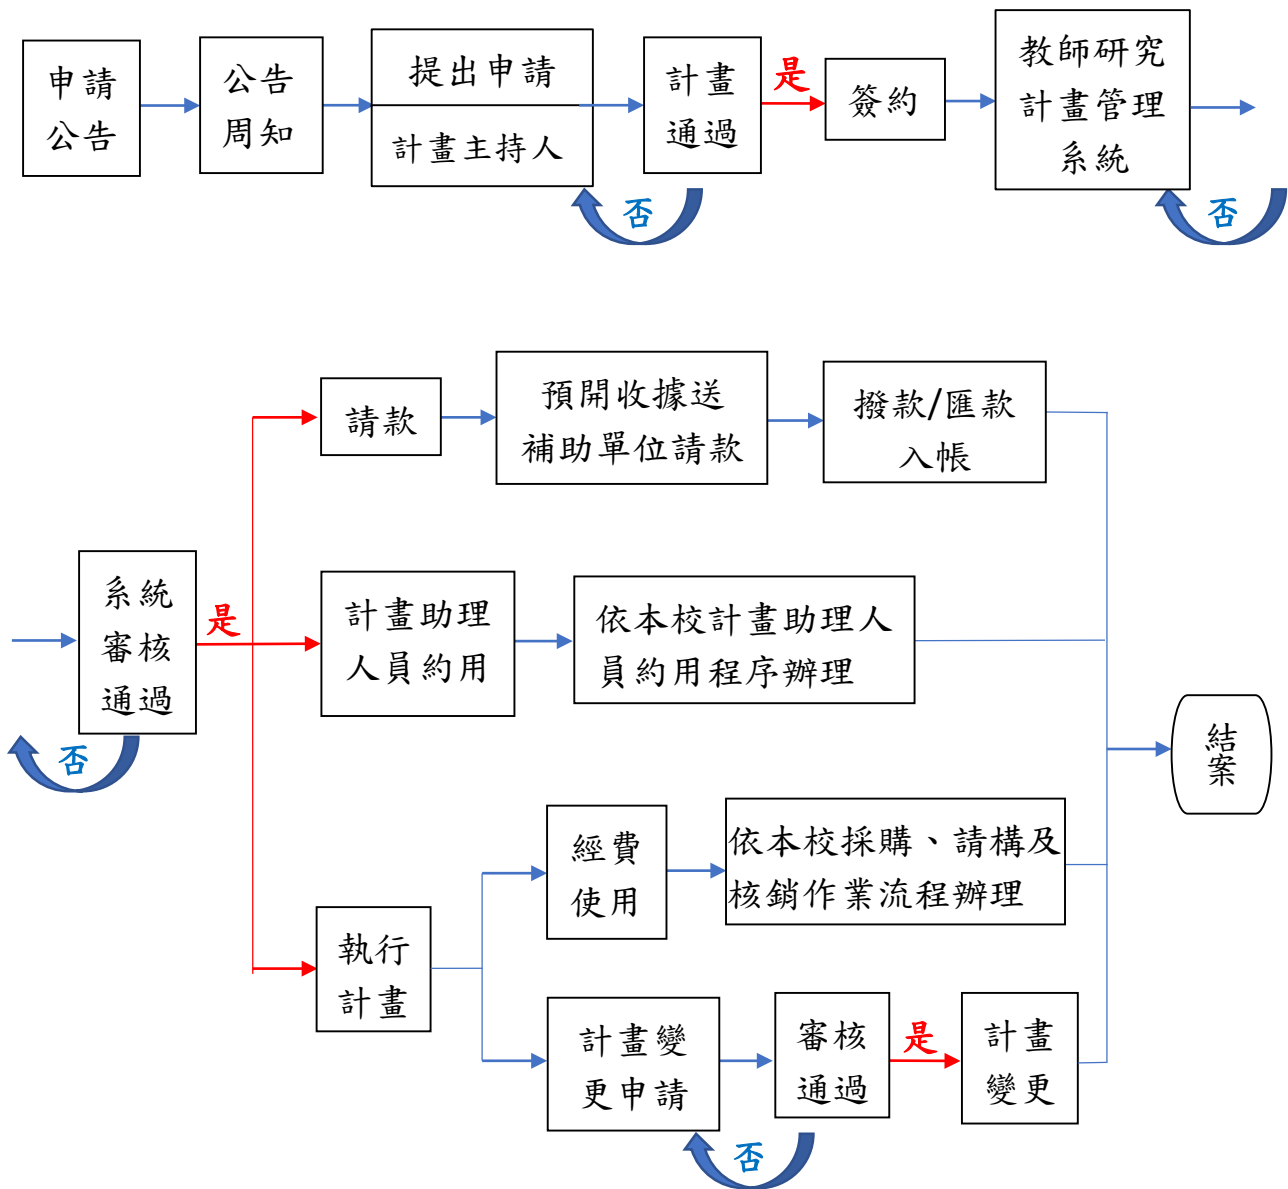 申請
公告
公告
周知
提出申請
計畫主持人
計畫
通過
是
否
簽約
教師研究
計畫管理
系統
否
系統
審核
通過
是
否
請款
預開收據送
補助單位請款
撥款/匯款
入帳
計畫助理
人員約用
依本校計畫助理人
員約用程序辦理
執行
計畫
經費
使用
依本校採購、請構及
核銷作業流程辦理
計畫變
更申請
審核
通過
是
否
計畫
變更
結
案